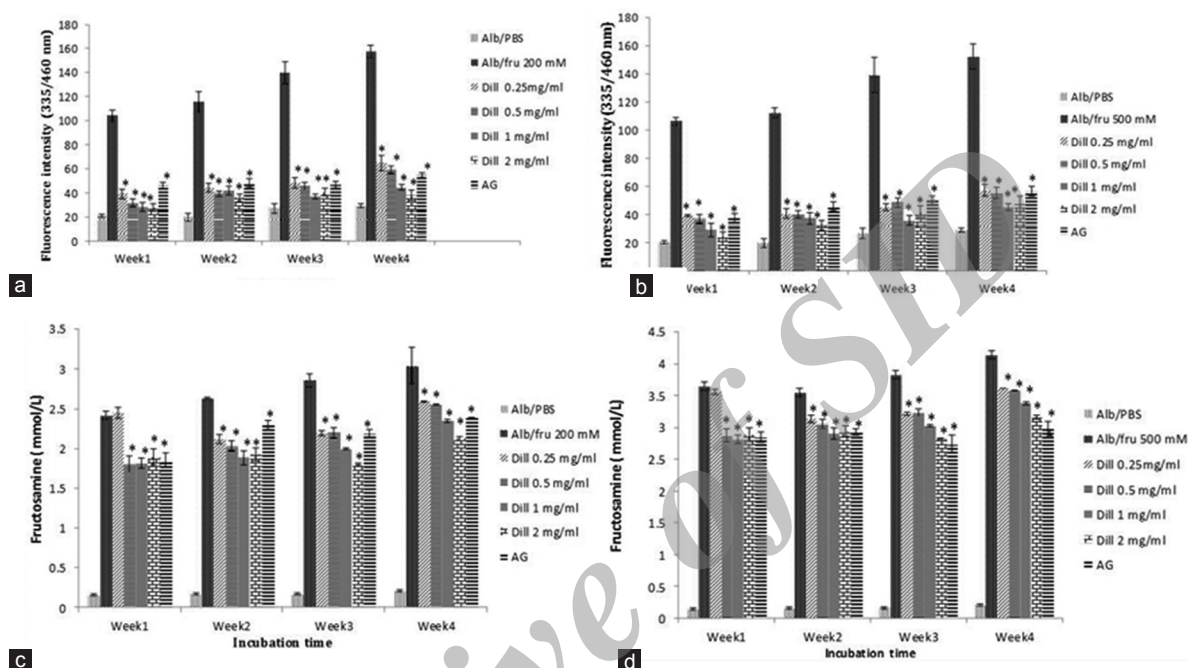 180
160
140
120
100
80
60
40
20
0
Fluorescence intensity (335/460 nm)
Week1 Week2 Week3 Week4
Alb/PBS
Alb/fru 200 mM
Dill 0.25mg/ml
Dill 0.5mg/ml
Dill 1 mg/ml
Dill 2 mg/ml
AG
a
180
160
140
120
100
80
60
40
20
Fluorescence intensity (335/460 nm)
Week1 Week2 Week3 Week4
Alb/PBS
Alb/fru 500 mM
Dill 0.25 mg/ml
Dill 0.5 mg/ml
Dill 1 mg/ml
Dill 2 mg/ml
AG
b
3.5
3
2.5
2
1.5
1
0.5
0
Fructosamine (mmol/L)
Week1 Week2 Week3 Week4
Incubation time
Alb/PBS
Alb/fru 200 mM
Dill 0.25 mg/ml
Dill 0.5 mg/ml
Dill 1 mg/ml
Dill 2 mg/ml
AG
c
4.5
4
3.5
3
2.5
2
1.5
1
0.5
0
Fructosamine (mmol/L)
Week1 Week2 Week3 Week4
Incubation time
Alb/PBS
Alb/fru 500 mM
Dill 0.25mg/ml
Dill 0.5 mg/ml
Dill 1 mg/ml
Dill 2 mg/ml
AG
d
of